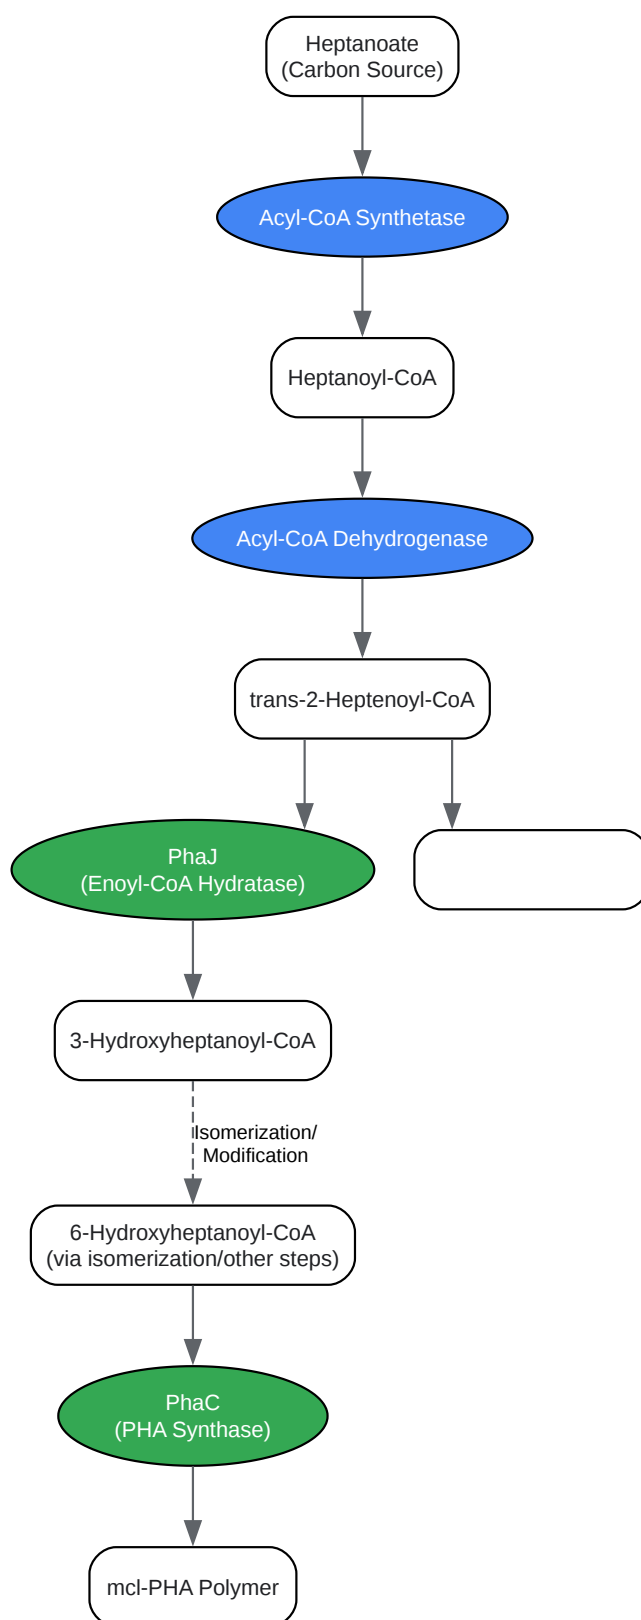 Heptanoate
(Carbon Source)
Acyl-CoA Synthetase
Heptanoyl-CoA
Acyl-CoA Dehydrogenase
trans-2-Heptenoyl-CoA
PhaJ
(Enoyl-CoA Hydratase)
3-Hydroxyheptanoyl-CoA
Isomerization/
Modification
6-Hydroxyheptanoyl-CoA
(via isomerization/other steps)
PhaC
(PHA Synthase)
mcl-PHA Polymer